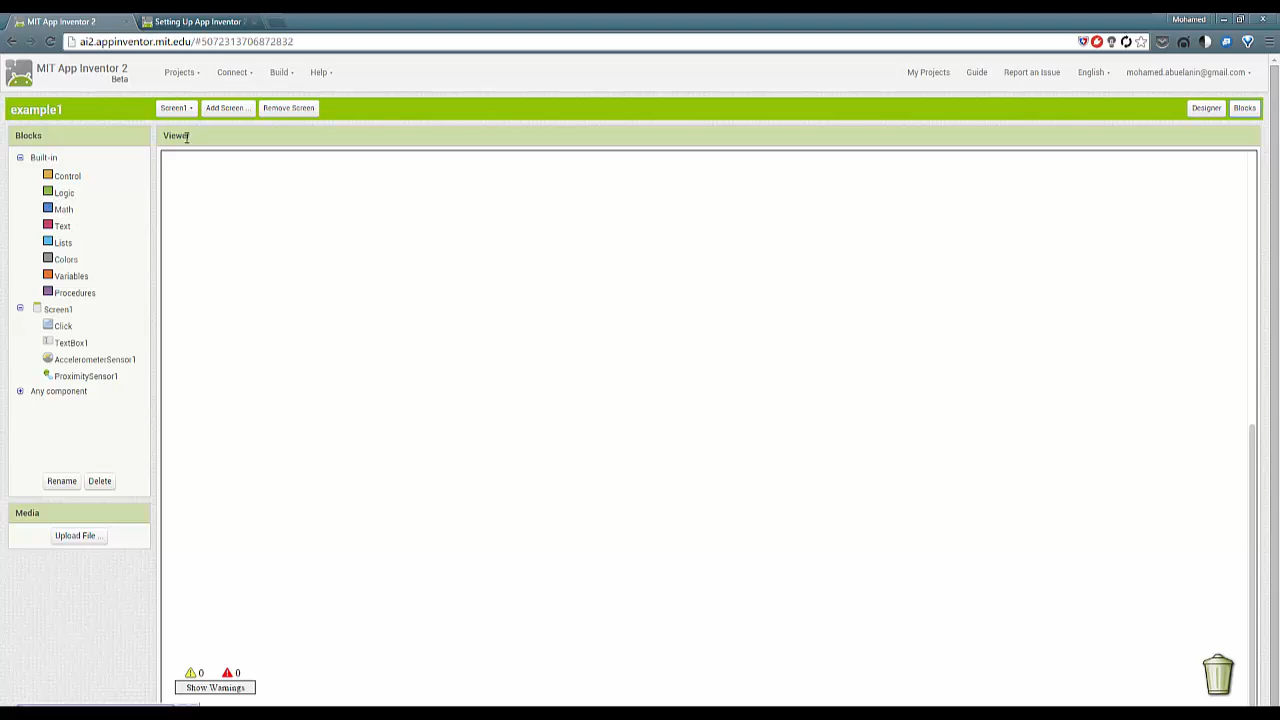 MIT App Inventor 2
Setting Up App Inventor
Mohamed
ai2.appinventor.mit.edu/#5072313706872832
MIT App Inventor 2
Beta
Projects
Connect
Build
Help
My Projects
Guide
Report an Issue
English
mohamed.abuelanin@gmail.com
example1
Screen1
Add Screen ...
Remove Screen
Designer
Blocks
Blocks
Viewer
Built-in
Control
Logic
Math
Text
Lists
Colors
Variables
Procedures
Screen1
Click
TextBox1
AccelerometerSensor1
ProximitySensor1
Any component
Rename
Delete
Media
Upload File ...
0
0
Show Warnings